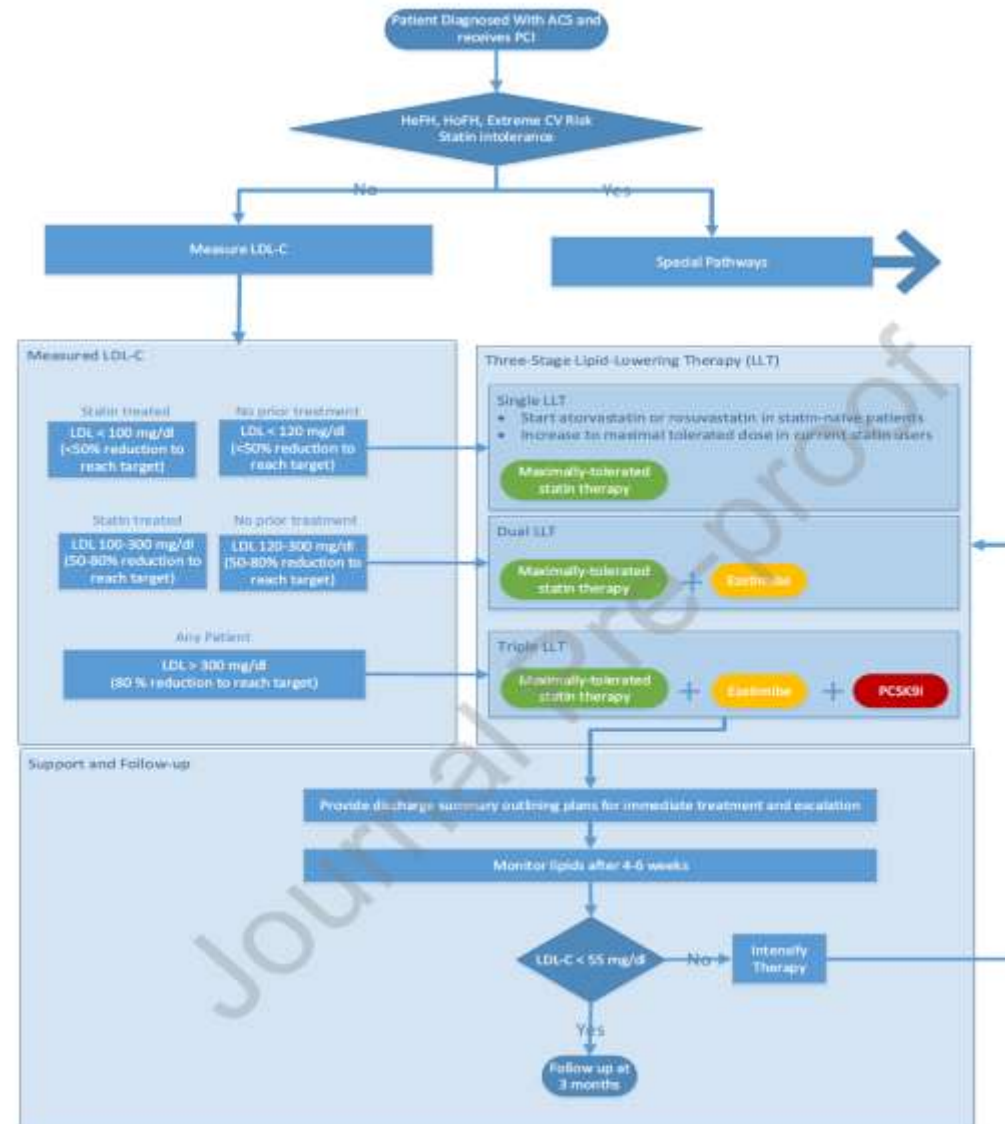 Patient Diagnosed With ACS and
receives PCI
HeFH, HoFH, Extreme CV Risk
Statin intolerance
No
Yes
Measure LDL-C
Special Pathways
Measured LDL-C
Statin treated
LDL < 100 mg/dl
(<50% reduction to
reach target)
No prior treatment
LDL < 120 mg/dl
(<50% reduction to
reach target)
Statin treated
LDL 100-300 mg/dl
(50-80% reduction to
reach target)
No prior treatment
LDL 120-300 mg/dl
(50-80% reduction to
reach target)
Any Patient
LDL > 300 mg/dl
(80 % reduction to reach target)
Three-Stage Lipid-Lowering Therapy (LLT)
Single LLT
• Start atorvastatin or rosuvastatin in statin-naïve patients
• Increase to maximal tolerated dose in current statin users
Maximally-tolerated
statin therapy
Dual LLT
Maximally-tolerated
statin therapy
+
Triple LLT
Maximally-tolerated
statin therapy
+
+
PCSK9i
Support and Follow-up
Provide discharge summary outlining plans for immediate treatment and escalation
Monitor lipids after 4-6 weeks
LDL-C < 55 mg/dl
No
Intensify
Therapy
Yes
Follow up at
3 months
Journal Pre-proof